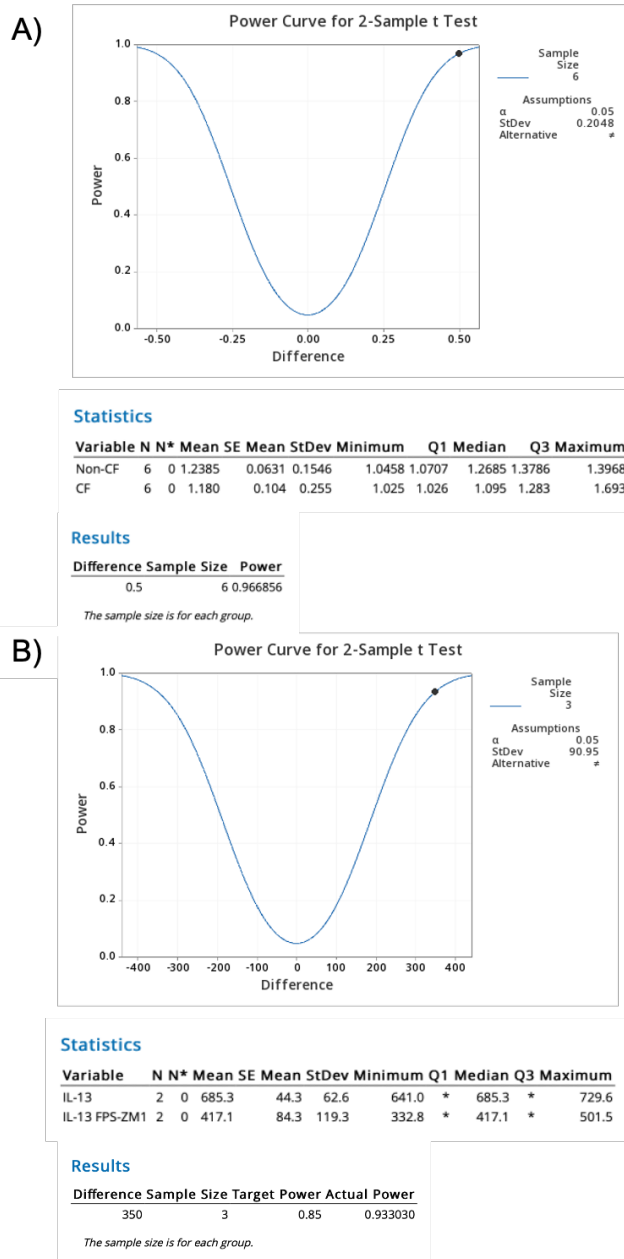 A)
Power Curve for 2-Sample t Test
1.0
0.8
0.6
0.4
0.2
0.0
Power
-0.50 -0.25 0.00 0.25 0.50
Difference
Sample
Size
6
Assumptions
α 0.05
StDev 0.2048
Alternative ≠
Statistics
Variable N N* Mean SE Mean StDev Minimum Q1 Median Q3 Maximum
Non-CF 6 0 1.2385 0.0631 0.1546 1.0458 1.0707 1.2685 1.3786 1.3968
CF 6 0 1.180 0.104 0.255 1.025 1.026 1.095 1.283 1.693
Results
Difference Sample Size Power
0.5 6 0.966856
The sample size is for each group.
B)
Power Curve for 2-Sample t Test
1.0
0.8
0.6
0.4
0.2
0.0
Power
-400 -300 -200 -100 0 100 200 300 400
Difference
Sample
Size
3
Assumptions
α 0.05
StDev 90.95
Alternative ≠
Statistics
Variable N N* Mean SE Mean StDev Minimum Q1 Median Q3 Maximum
IL-13 2 0 685.3 44.3 62.6 641.0 * 685.3 * 729.6
IL-13 FPS-ZM1 2 0 417.1 84.3 119.3 332.8 * 417.1 * 501.5
Results
Difference Sample Size Target Power Actual Power
350 3 0.85 0.933030
The sample size is for each group.